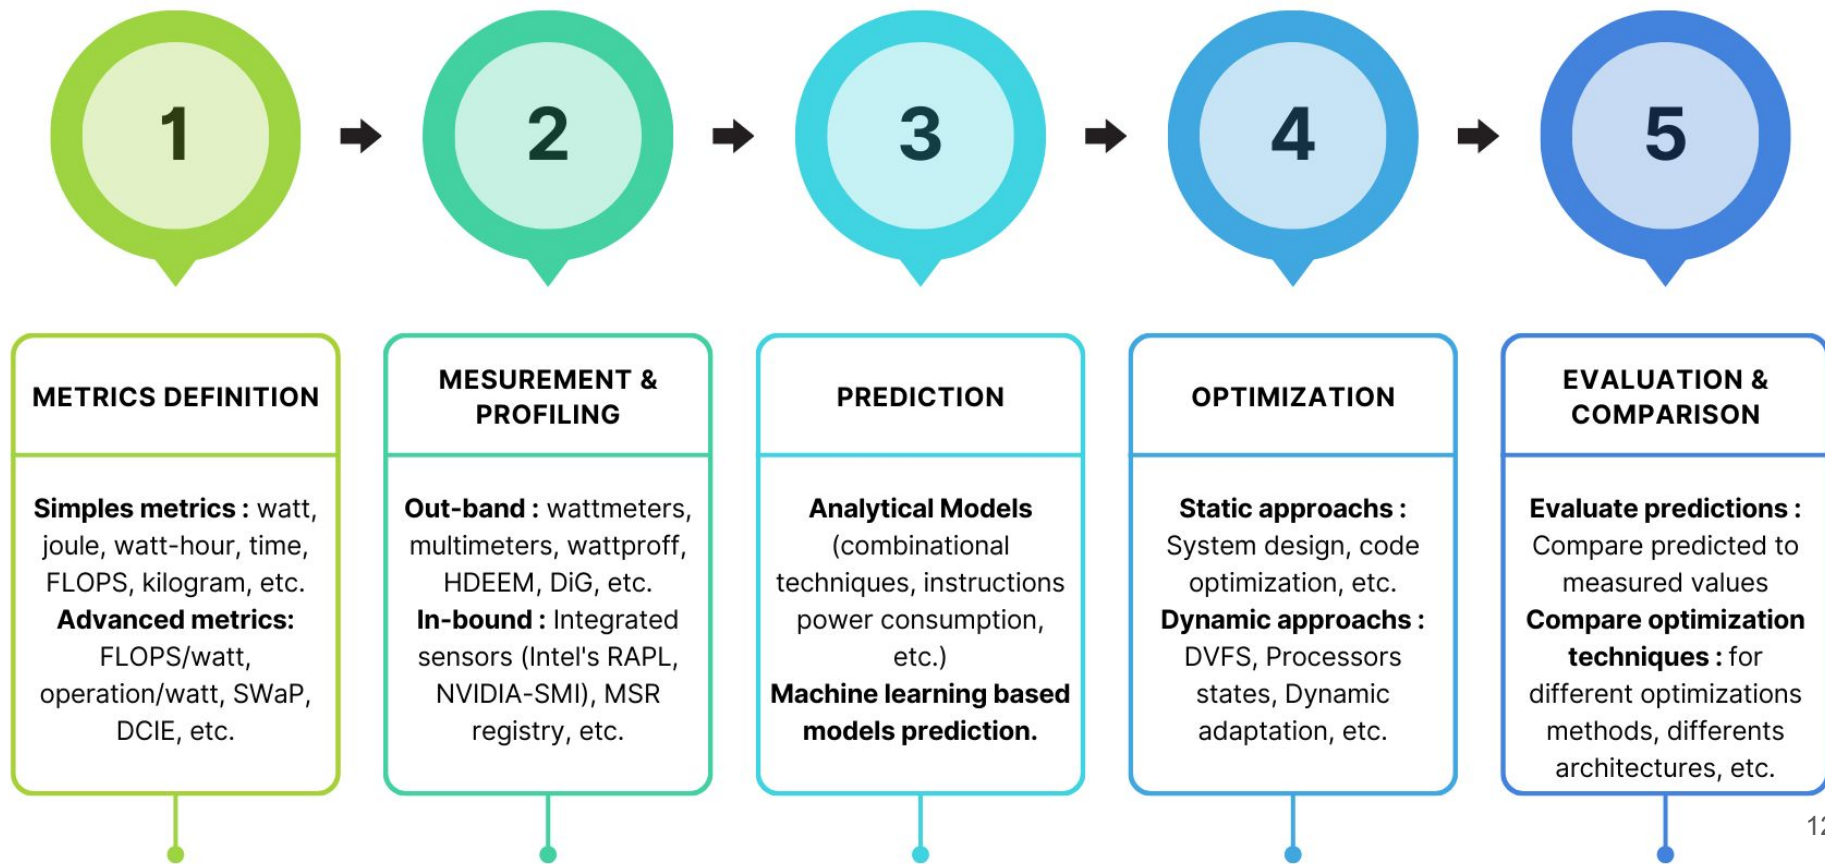 1
2
3
4
5
METRICS DEFINITION
Simples metrics : watt,
joule, watt-hour, time,
FLOPS, kilogram, etc.
Advanced metrics:
FLOPS/watt,
operation/watt, SWaP,
DCIE, etc.
MESUREMENT &
PROFILING
Out-band : wattmeters,
multimeters, wattproff,
HDEEM, DiG, etc.
In-bound : Integrated
sensors (Intel's RAPL,
NVIDIA-SMI), MSR
registry, etc.
PREDICTION
Analytical Models
(combinational
techniques, instructions
power consumption,
etc.)
Machine learning based
models prediction.
OPTIMIZATION
Static approachs :
System design, code
optimization, etc.
Dynamic approachs :
DVFS, Processors
states, Dynamic
adaptation, etc.
EVALUATION &
COMPARISON
Evaluate predictions :
Compare predicted to
measured values
Compare optimization
techniques : for
different optimizations
methods, differents
architectures, etc.
12